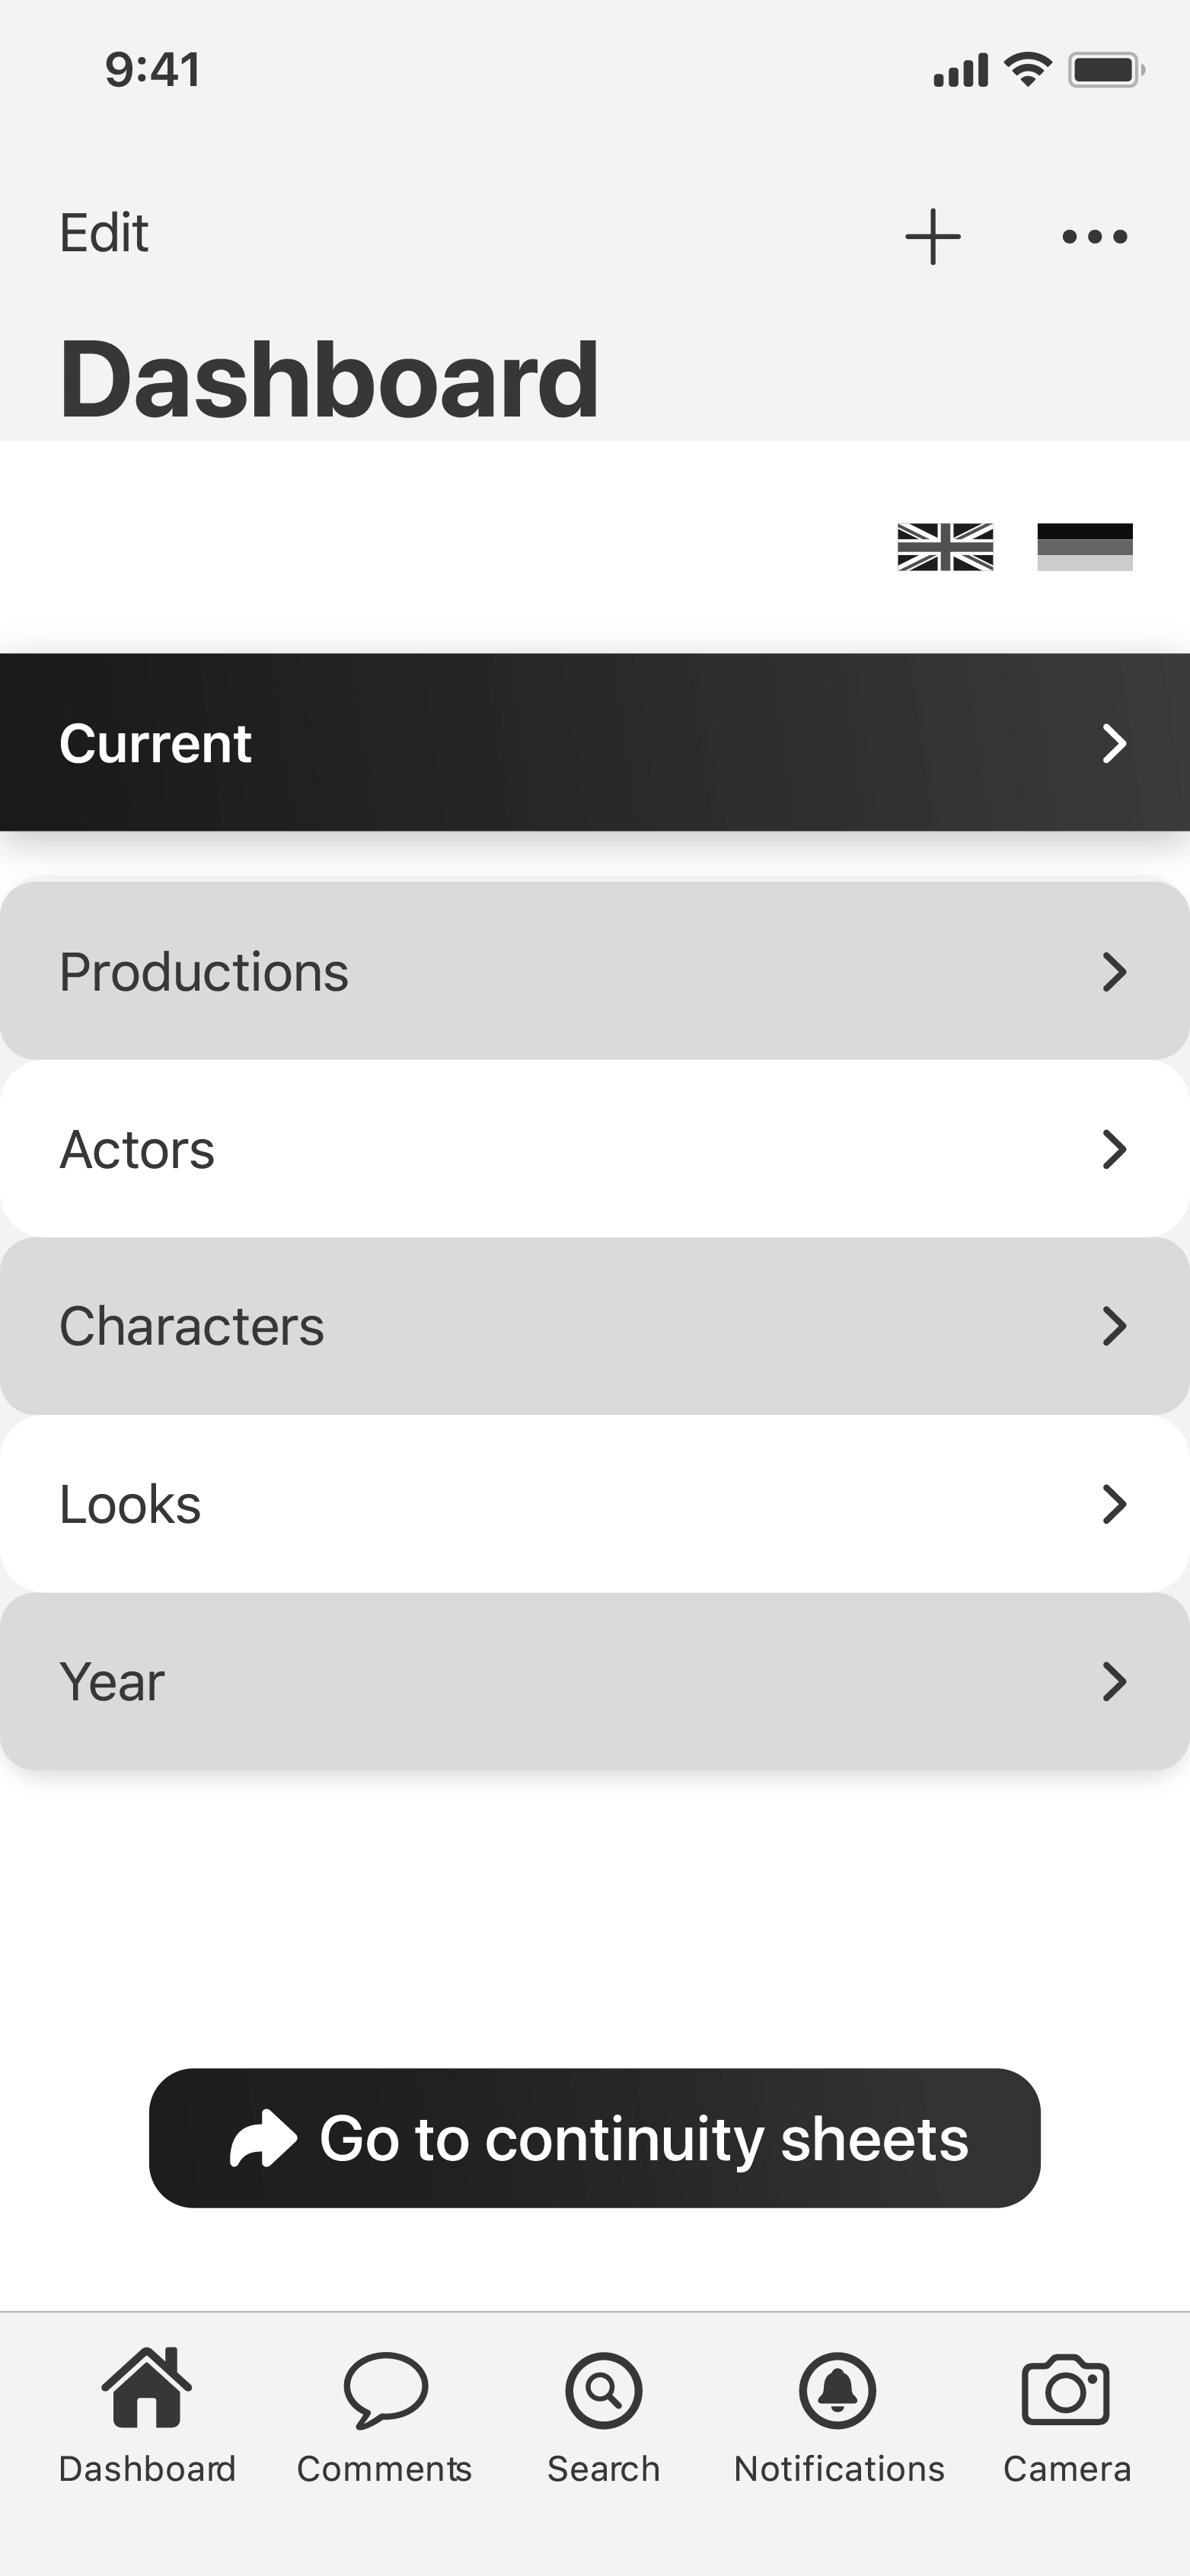 9:41
Edit
Dashboard
Current
Productions
Actors
Characters
Looks
Year
Go to continuity sheets
Dashboard Comments Search Notifications Camera